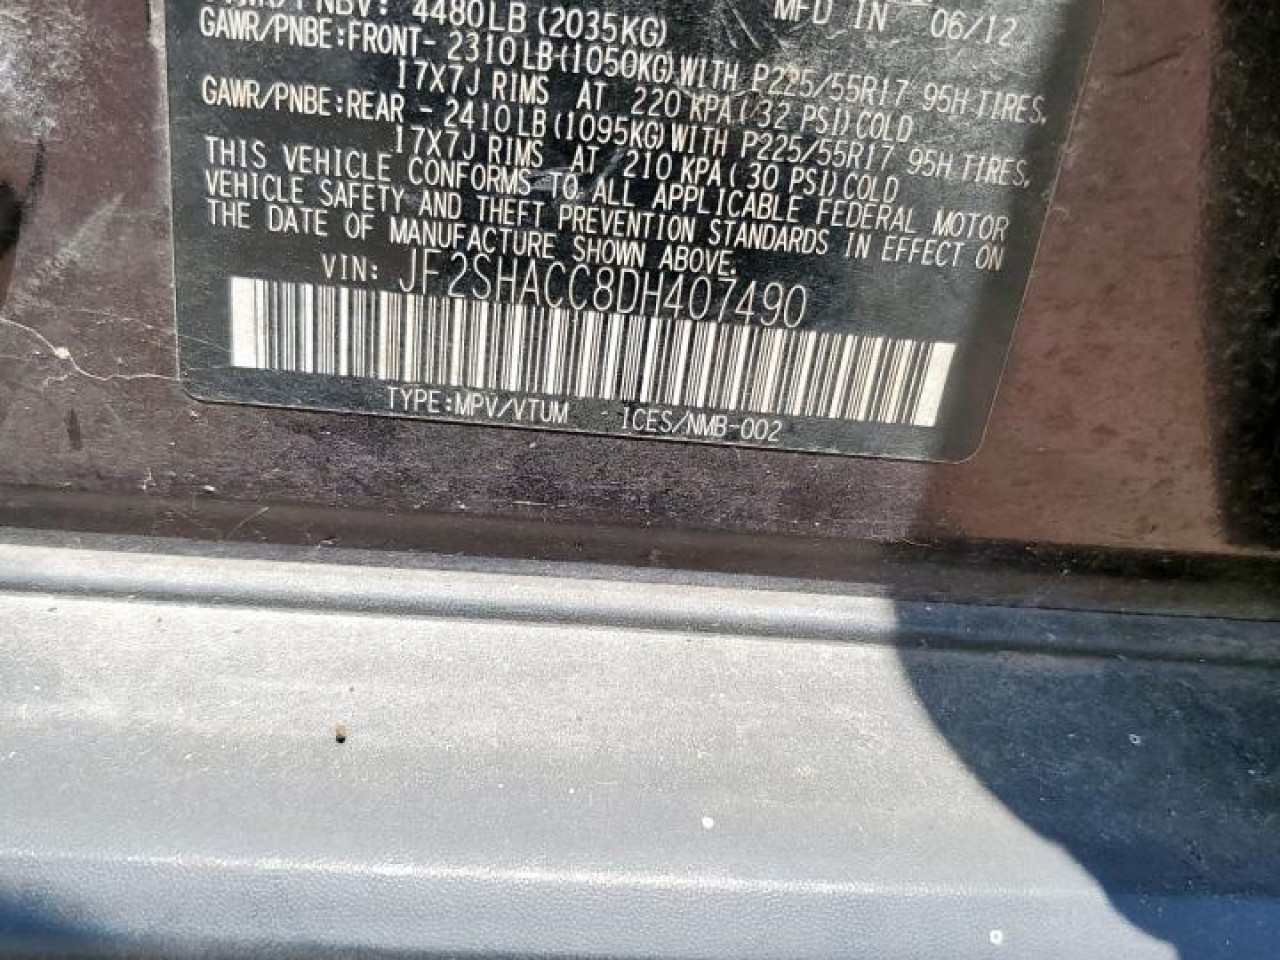 4480LB (2035KG)
MFD IN 06/12
GAWR/PNBE:FRONT- 2310LB(1050KG)WITH P225/55R17 95H TIRES,
17X7J RIMS AT 220 KPA(32 PSI)COLD
GAWR/PNBE:REAR - 2410LB(1095KG)WITH P225/55R17 95H TIRES,
17X7J RIMS AT 210 KPA(30 PSI)COLD
THIS VEHICLE CONFORMS TO ALL APPLICABLE FEDERAL MOTOR
VEHICLE SAFETY AND THEFT PREVENTION STANDARDS IN EFFECT ON
THE DATE OF MANUFACTURE SHOWN ABOVE.
VIN: JF2SHACC8DH407490
TYPE:MPV/VTUM ICES/NMB-002